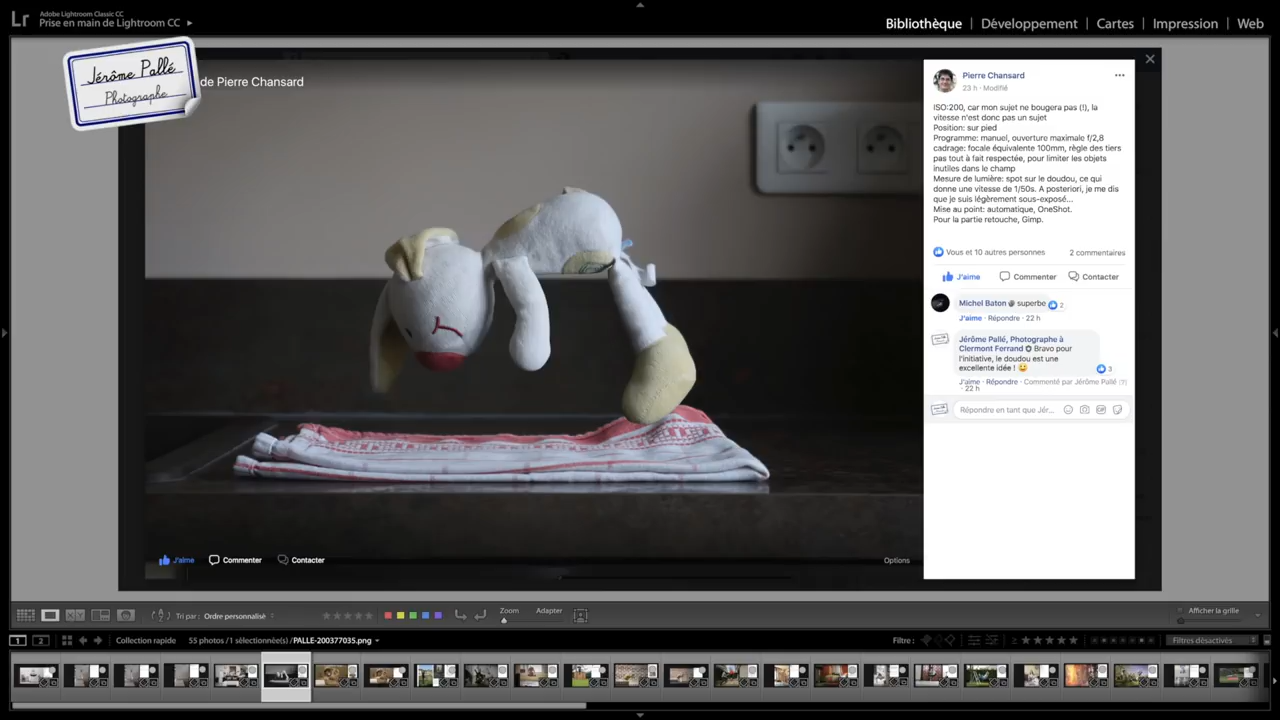 Lr
Adobe Lightroom Classic CC
Prise en main de Lightroom CC
Bibliothèque | Développement | Cartes | Impression | Web
Jérôme Pallé
Photographe
de Pierre Chansard
Pierre Chansard
23 h · Modifié
ISO:200, car mon sujet ne bougera pas (!), la
vitesse n'est donc pas un sujet
Position: sur pied
Programme: manuel, ouverture maximale f/2,8
cadrage: focale équivalente 100mm, règle des tiers
pas tout à fait respectée, pour limiter les objets
inutiles dans le champ
Mesure de lumière: spot sur le doudou, ce qui
donne une vitesse de 1/50s. A posteriori, je me dis
que je suis légèrement sous-exposé...
Mise au point: automatique, OneShot.
Pour la partie retouche, Gimp.
Vous et 10 autres personnes 2 commentaires
J'aime Commenter Contacter
Michel Baton superbe 2
J'aime · Répondre · 22 h
Jérôme Pallé, Photographe à
Clermont Ferrand Bravo pour
l'initiative, le doudou est une
excellente idée ! 😀
3
J'aime · Répondre · Commenté par Jérôme Pallé (?)
· 22 h
Répondre en tant que Jér...
J'aime Commenter Contacter Options
Tri par : Ordre personnalisé Zoom Adapter Afficher la grille
1 2 Collection rapide 55 photos /1 sélectionnée(s) /PALLE-200377035.png Filtre : Filtres désactivés